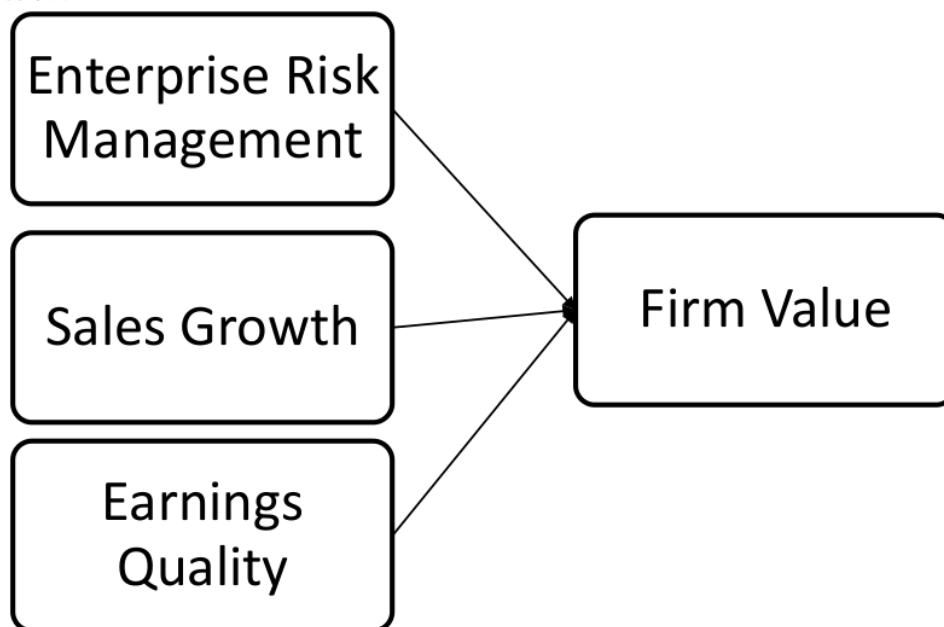 Enterprise Risk
Management
Sales Growth
Firm Value
Earnings
Quality